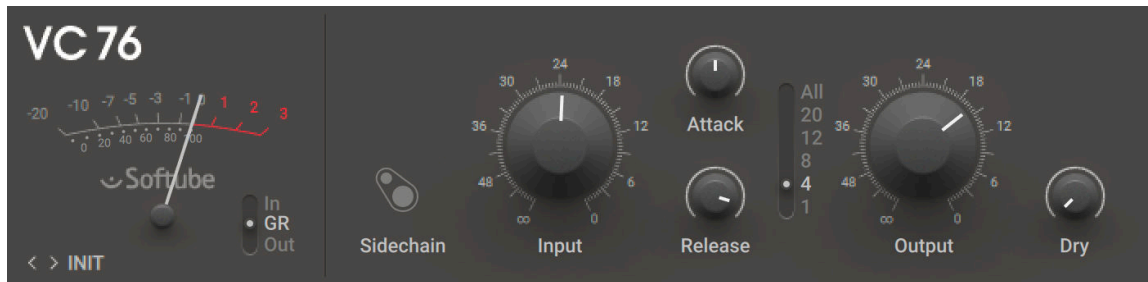 VC 76
-20 -10 -7 -5 -3 -1 0 1 2 3
0 20 40 60 80 100
Softube
In
GR
Out
< > INIT
Sidechain
24
30 18
36 12
48 6
∞ 0
Input
Attack
Release
All
20
12
8
4
1
24
30 18
36 12
48 6
∞ 0
Output
Dry